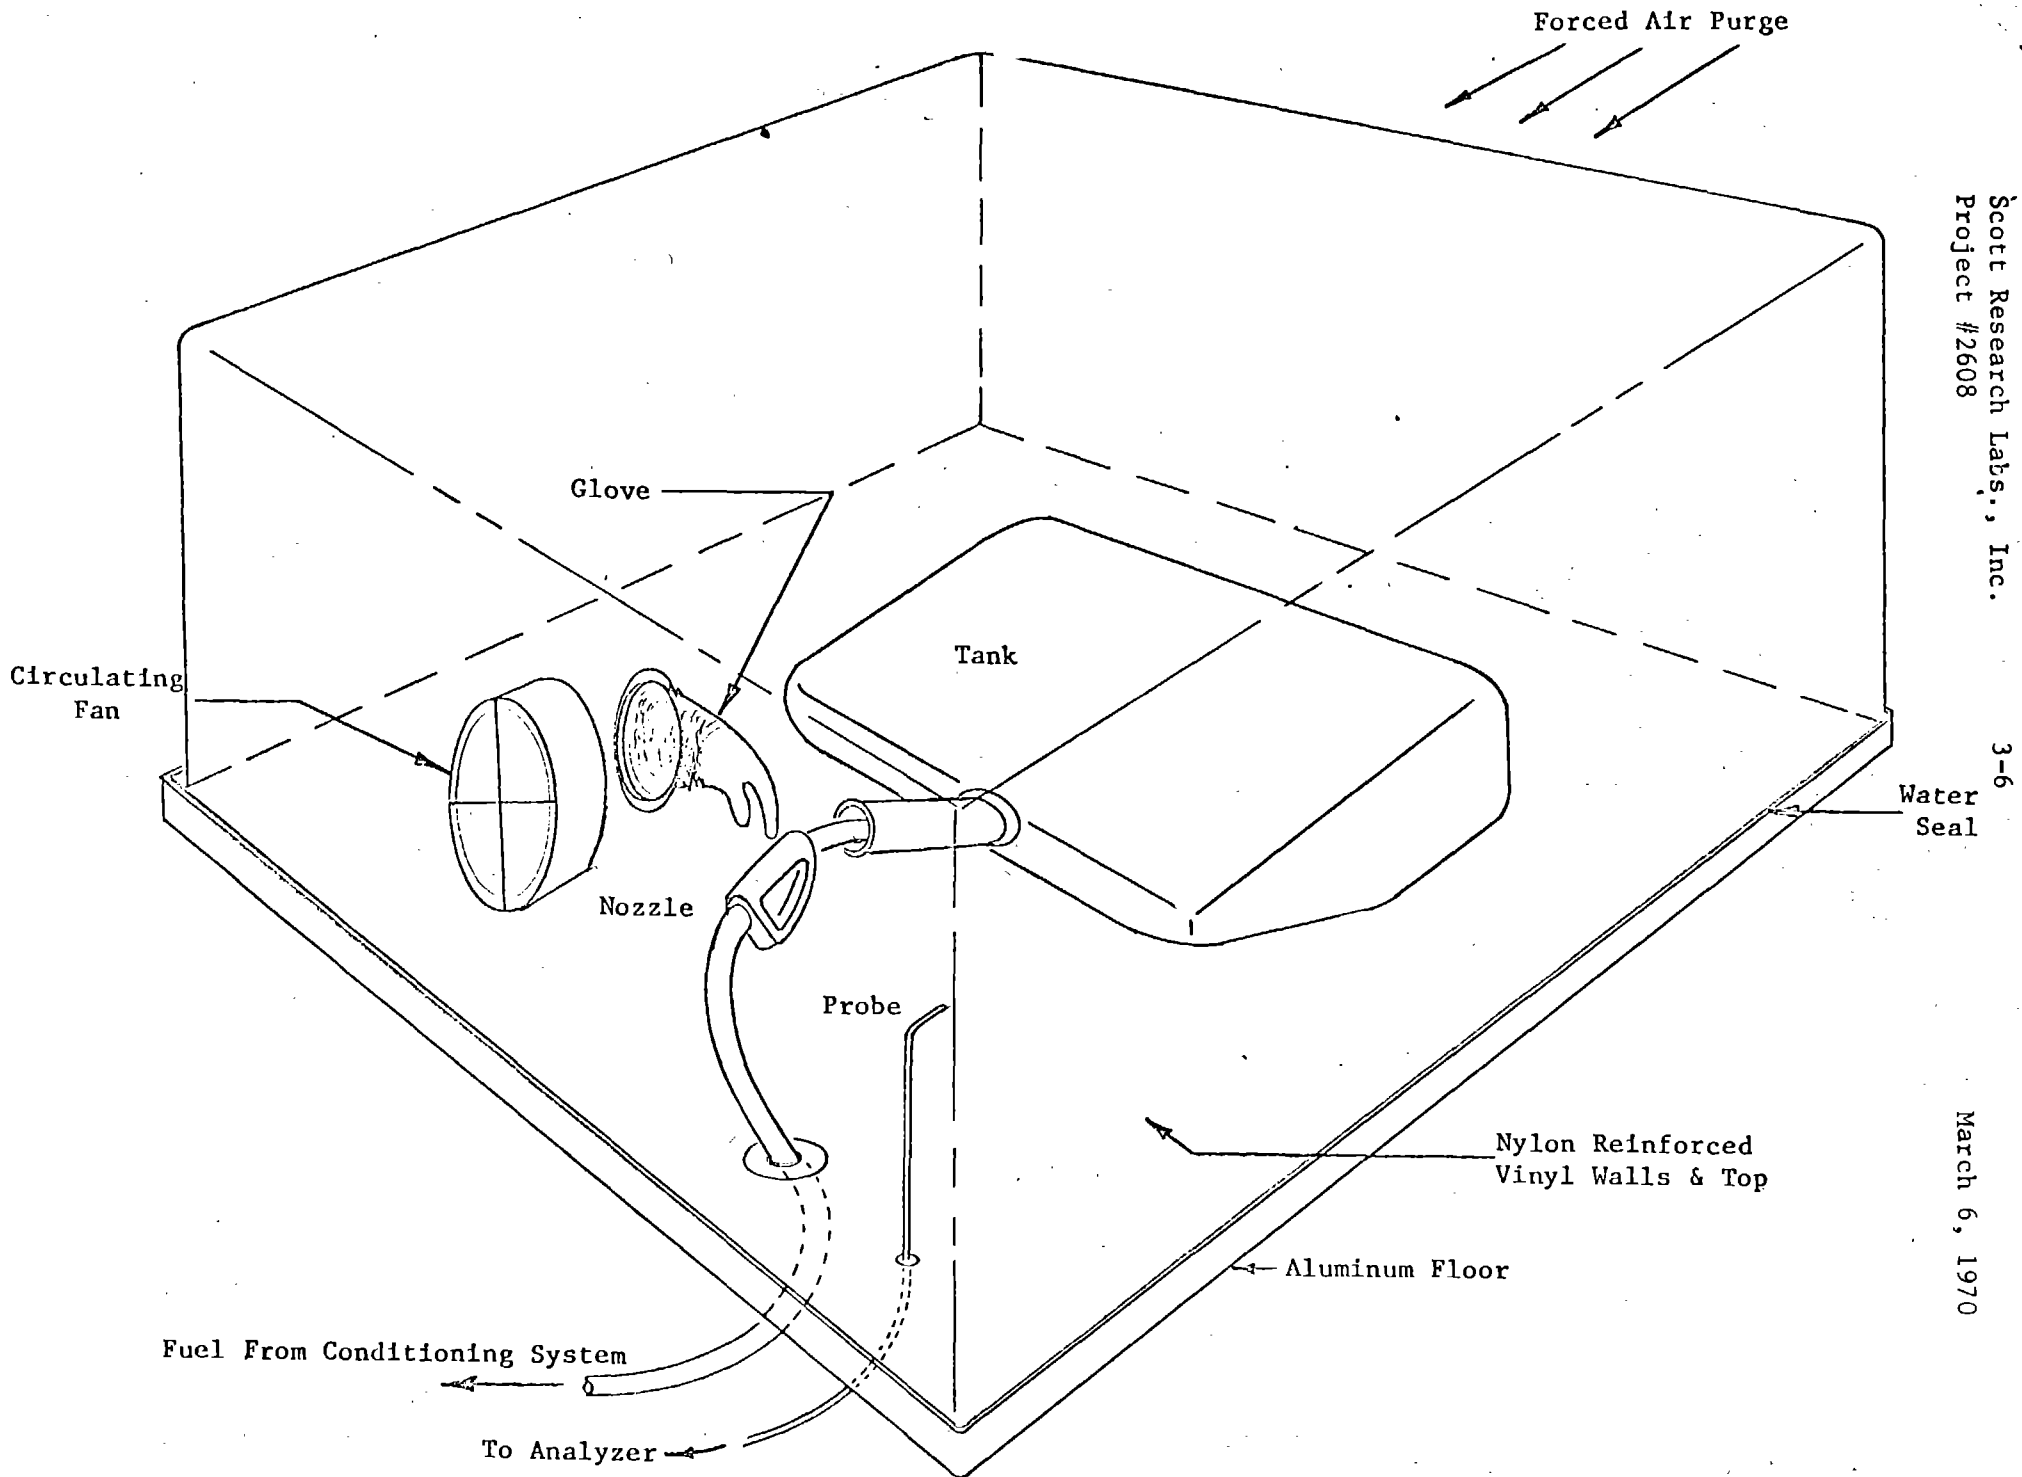 Forced Air Purge
Scott Research Labs., Inc.
Project #2608
3-6
March 6, 1970
Glove
Tank
Circulating
Fan
Water
Seal
Nozzle
Probe
Nylon Reinforced
Vinyl Walls & Top
Aluminum Floor
Fuel From Conditioning System
To Analyzer